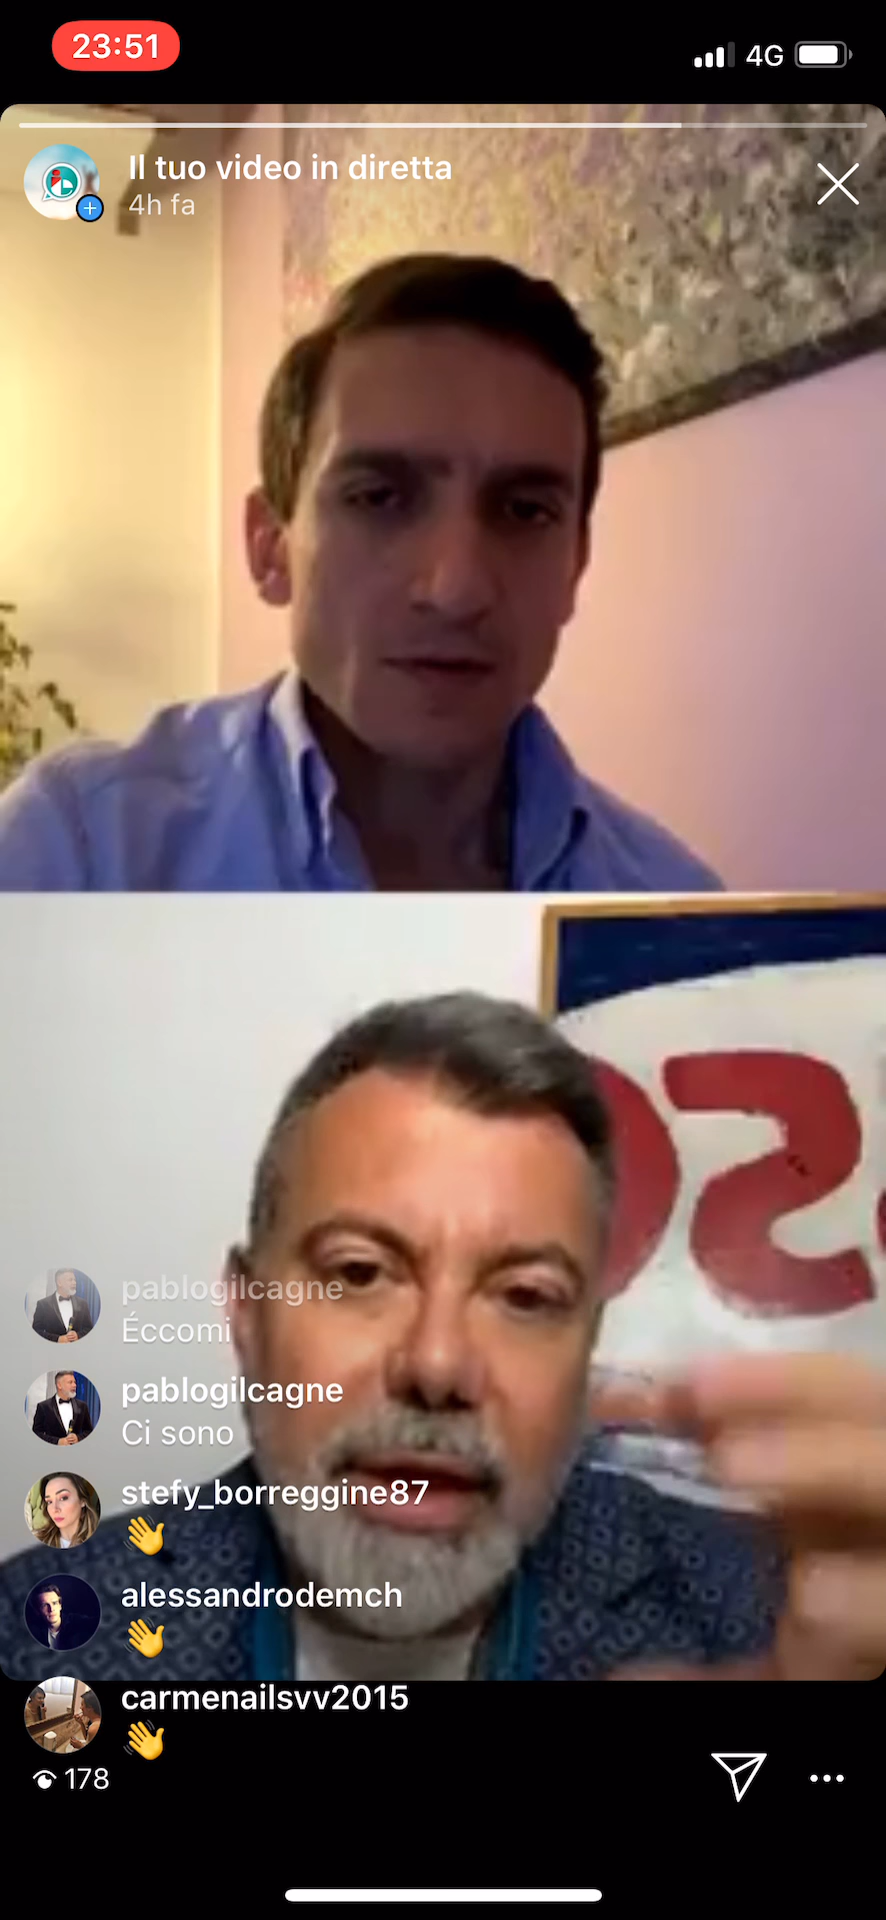 23:51
4G
Il tuo video in diretta
4h fa
pablogilcagne
Éccomi
pablogilcagne
Ci sono
stefy_borreggine87
👋
alessandrodemch
👋
carmenailsvv2015
👋
178